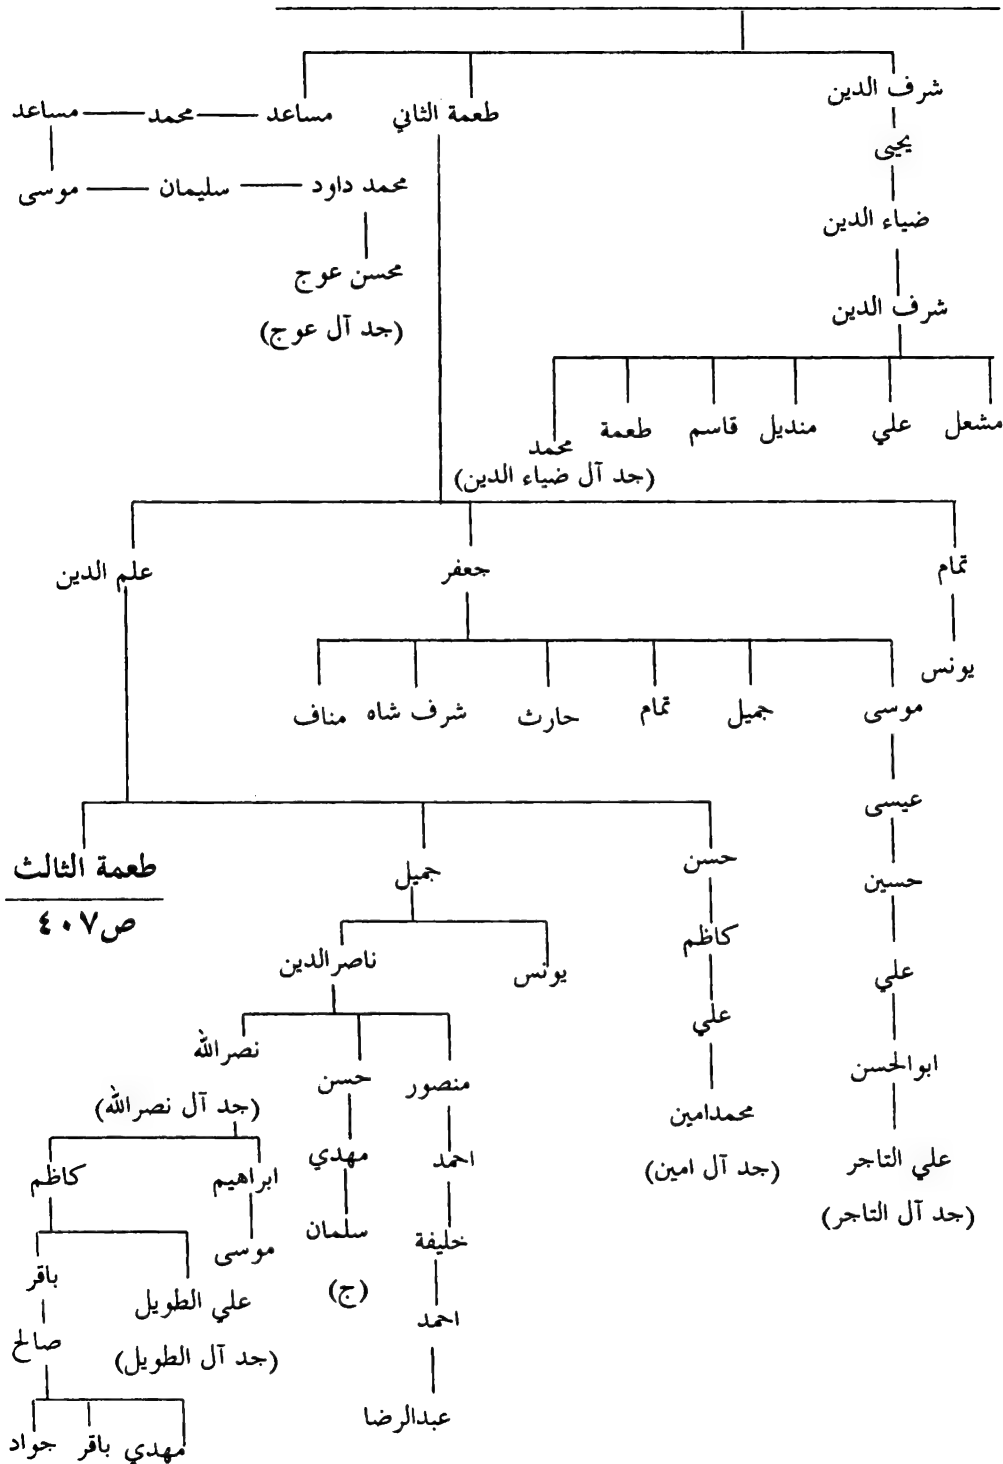 شرف الدين
طعمة الثاني
مساعد محمد مساعد
يحيى
محمد داود سليمان موسى
ضياء الدين
محسن عوج
شرف الدين
(جد آل عوج)
مشعل علي منديل قاسم طعمة محمد
(جد آل ضياء الدين)
تمام جعفر علم الدين
يونس
موسى جميل تمام حارث شرف شاه مناف
عيسى
حسن جميل طعمة الثالث
حسين
ص٤٠٧
كاظم
يونس ناصرالدين
علي
علي
نصرالله
ابوالحسن
منصور حسن
محمدامين
(جد آل نصرالله)
علي التاجر
(جد آل امين)
احمد مهدي
ابراهيم كاظم
(جد آل التاجر)
خليفة سلمان
موسى
باقر
(ج)
علي الطويل
احمد
صالح
(جد آل الطويل)
عبدالرضا
مهدي باقر جواد